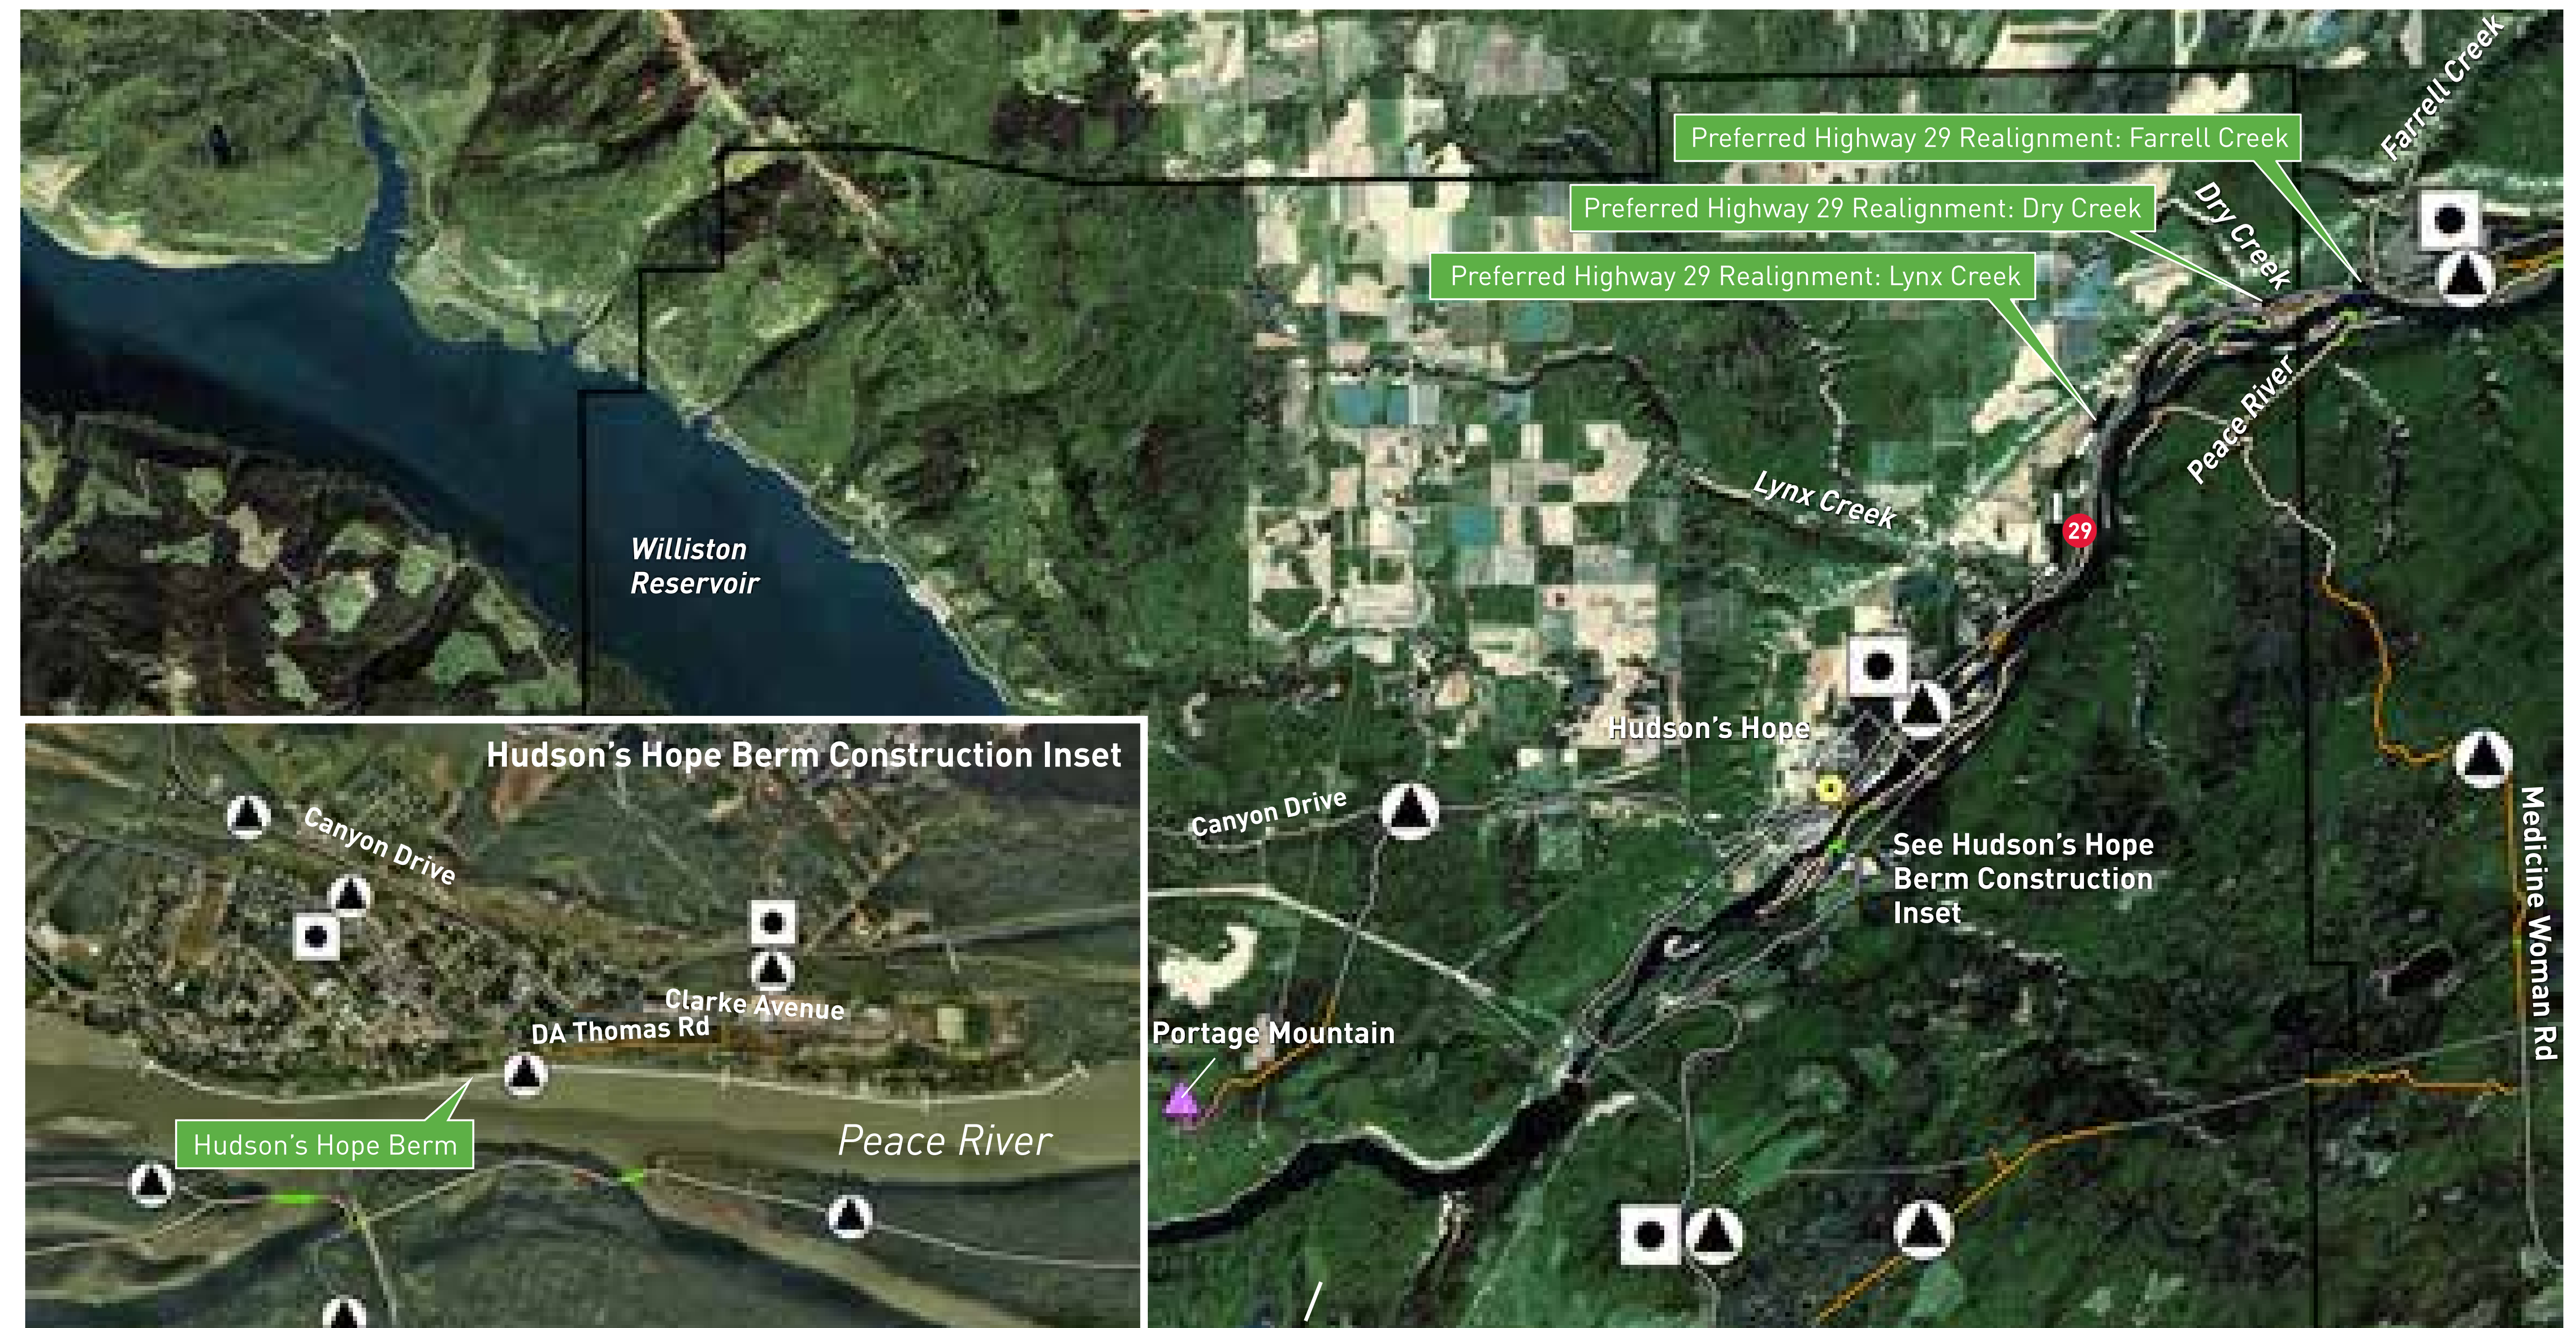 Farrell Creek
Preferred Highway 29 Realignment: Farrell Creek
Preferred Highway 29 Realignment: Dry Creek
Dry Creek
Preferred Highway 29 Realignment: Lynx Creek
Peace River
Lynx Creek
29
Williston
Reservoir
Hudson's Hope
Canyon Drive
See Hudson's Hope
Berm Construction
Inset
Medicine Woman Rd
Portage Mountain
Hudson's Hope Berm Construction Inset
Canyon Drive
Clarke Avenue
DA Thomas Rd
Hudson's Hope Berm
Peace River